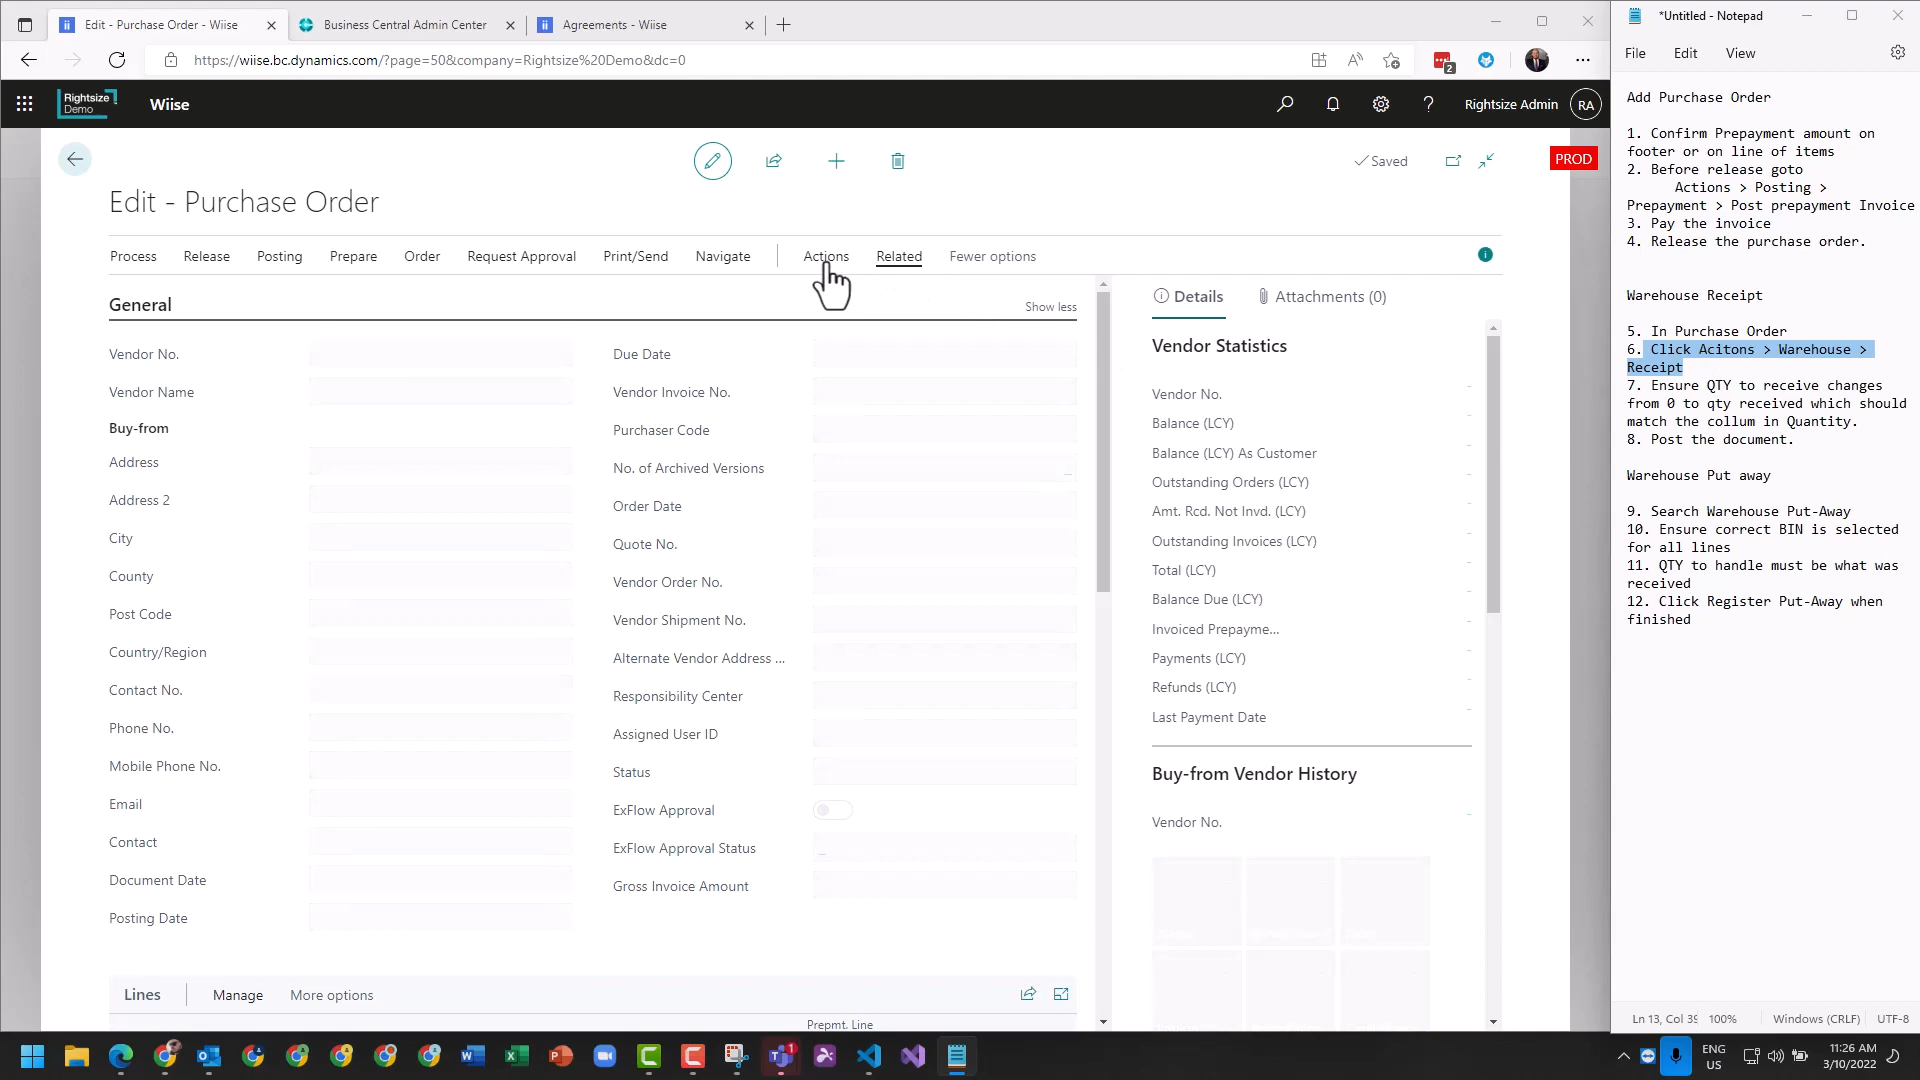 Edit - Purchase Order - Wiise
Business Central Admin Center
Agreements - Wiise
*Untitled - Notepad
https://wiise.bc.dynamics.com/?page=50&company=Rightsize%20Demo&dc=0
2
File Edit View
Rightsize
Demo
Wiise
Rightsize Admin
RA
Saved
PROD
Edit - Purchase Order
Process Release Posting Prepare Order Request Approval Print/Send Navigate Actions Related Fewer options
General
Show less
Vendor No.
Vendor Name
Buy-from
Address
Address 2
City
County
Post Code
Country/Region
Contact No.
Phone No.
Mobile Phone No.
Email
Contact
Document Date
Posting Date
Due Date
Vendor Invoice No.
Purchaser Code
No. of Archived Versions
Order Date
Quote No.
Vendor Order No.
Vendor Shipment No.
Alternate Vendor Address ...
Responsibility Center
Assigned User ID
Status
ExFlow Approval
ExFlow Approval Status
Gross Invoice Amount
Lines
Manage
More options
Prepmt. Line
Details
Attachments (0)
Vendor Statistics
Vendor No.
Balance (LCY)
Balance (LCY) As Customer
Outstanding Orders (LCY)
Amt. Rcd. Not Invd. (LCY)
Outstanding Invoices (LCY)
Total (LCY)
Balance Due (LCY)
Invoiced Prepayme...
Payments (LCY)
Refunds (LCY)
Last Payment Date
Buy-from Vendor History
Vendor No.
Add Purchase Order
1. Confirm Prepayment amount on
footer or on line of items
2. Before release goto
Actions > Posting >
Prepayment > Post prepayment Invoice
3. Pay the invoice
4. Release the purchase order.
Warehouse Receipt
5. In Purchase Order
6. Click Acitons > Warehouse >
Receipt
7. Ensure QTY to receive changes
from 0 to qty received which should
match the collum in Quantity.
8. Post the document.
Warehouse Put away
9. Search Warehouse Put-Away
10. Ensure correct BIN is selected
for all lines
11. QTY to handle must be what was
received
12. Click Register Put-Away when
finished
100%
Windows (CRLF)
UTF-8
1
ENG
US
11:26 AM
3/10/2022